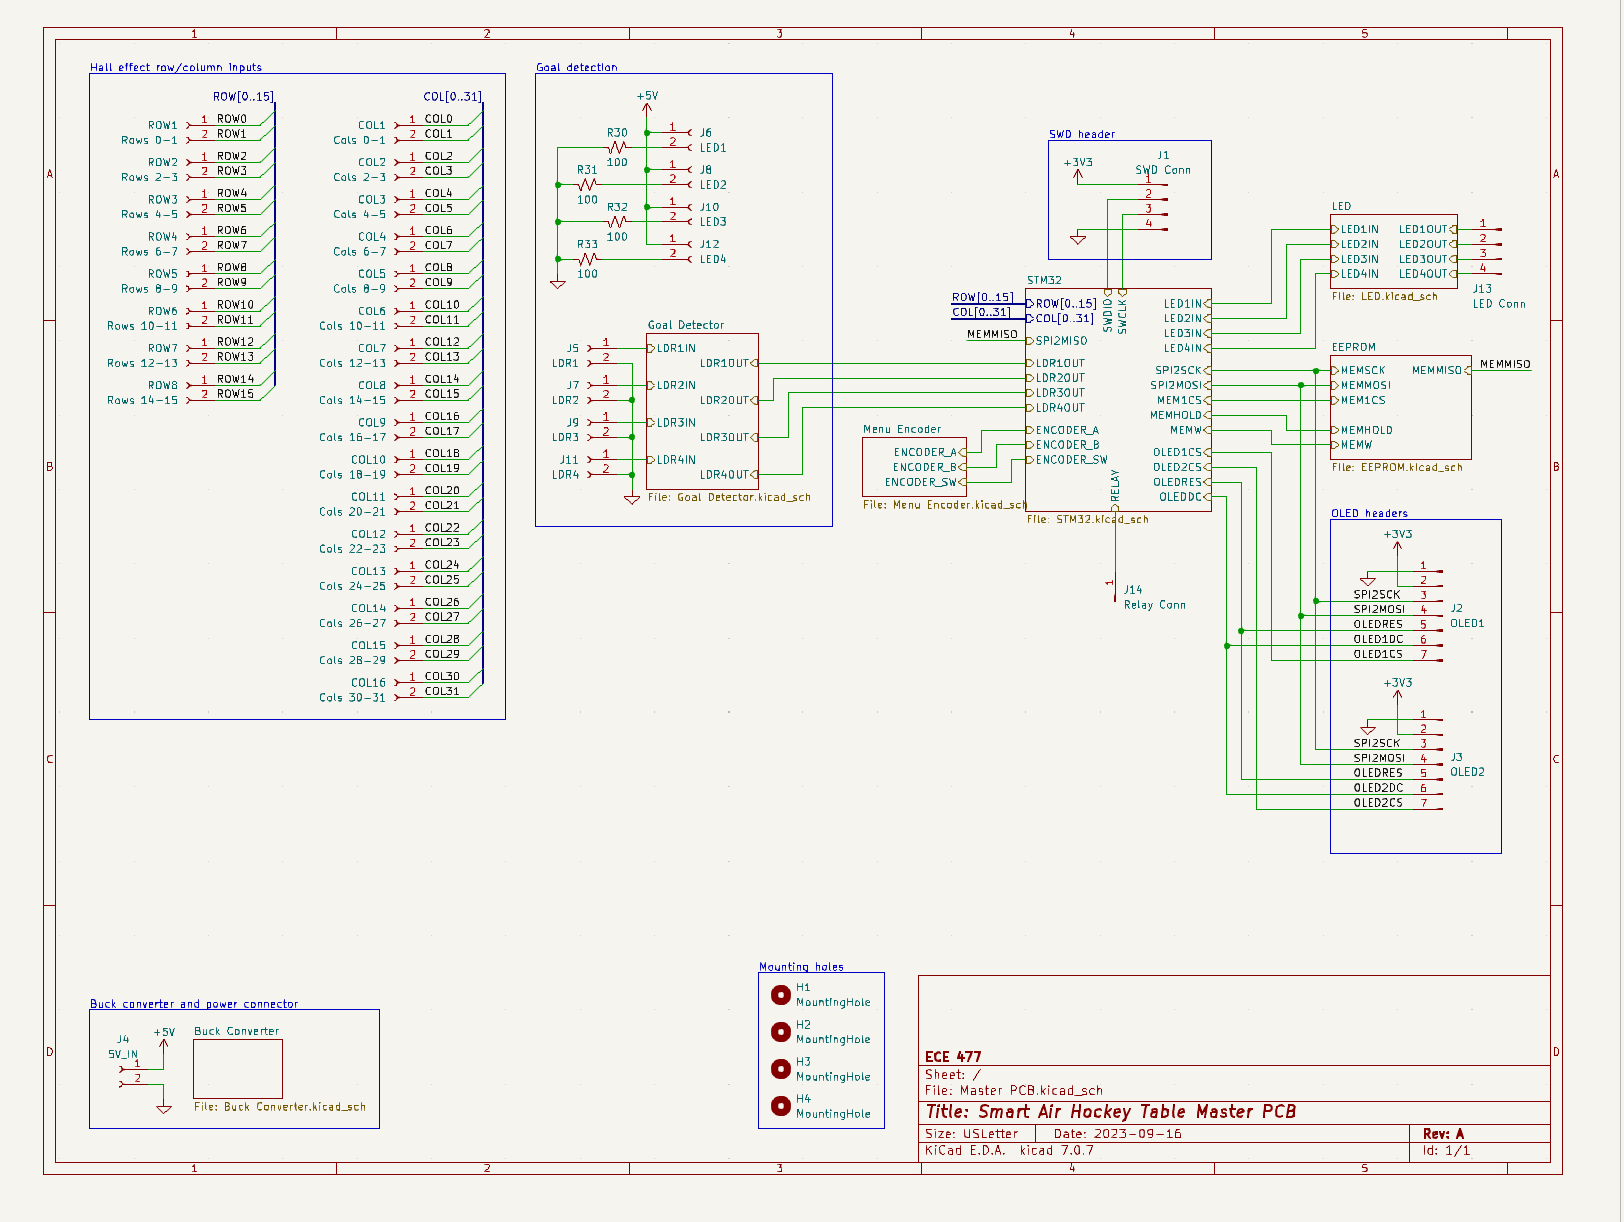 1 2 3 4 5
A A
B B
C C
D D
Hall effect row/column inputs
ROW[0..15]
ROW1 1 ROW0
Rows 0-1 2 ROW1
ROW2 1 ROW2
Rows 2-3 2 ROW3
ROW3 1 ROW4
Rows 4-5 2 ROW5
ROW4 1 ROW6
Rows 6-7 2 ROW7
ROW5 1 ROW8
Rows 8-9 2 ROW9
ROW6 1 ROW10
Rows 10-11 2 ROW11
ROW7 1 ROW12
Rows 12-13 2 ROW13
ROW8 1 ROW14
Rows 14-15 2 ROW15
COL[0..31]
COL1 1 COL0
Cols 0-1 2 COL1
COL2 1 COL2
Cols 2-3 2 COL3
COL3 1 COL4
Cols 4-5 2 COL5
COL4 1 COL6
Cols 6-7 2 COL7
COL5 1 COL8
Cols 8-9 2 COL9
COL6 1 COL10
Cols 10-11 2 COL11
COL7 1 COL12
Cols 12-13 2 COL13
COL8 1 COL14
Cols 14-15 2 COL15
COL9 1 COL16
Cols 16-17 2 COL17
COL10 1 COL18
Cols 18-19 2 COL19
COL11 1 COL20
Cols 20-21 2 COL21
COL12 1 COL22
Cols 22-23 2 COL23
COL13 1 COL24
Cols 24-25 2 COL25
COL14 1 COL26
Cols 26-27 2 COL27
COL15 1 COL28
Cols 28-29 2 COL29
COL16 1 COL30
Cols 30-31 2 COL31
Goal detection
+5V
R30 1 J6
100 2 LED1
R31 1 J8
100 2 LED2
R32 1 J10
100 2 LED3
R33 1 J12
100 2 LED4
Goal Detector
J5 1 LDR1IN
LDR1 2 LDR1OUT
J7 1 LDR2IN
LDR2 2 LDR2OUT
J9 1 LDR3IN
LDR3 2 LDR3OUT
J11 1 LDR4IN
LDR4 2 LDR4OUT
File: Goal Detector.kicad_sch
SWD header
+3V3
J1
SWD Conn
1
2
3
4
STM32
ROW[0..15] ROW[0..15]
COL[0..31] COL[0..31]
MEMMISO SPI2MISO
LDR1OUT
LDR2OUT
LDR3OUT
LDR4OUT
ENCODER_A
ENCODER_B
ENCODER_SW
SWDIO
SWCLK
RELAY
LED1IN
LED2IN
LED3IN
LED4IN
SPI2SCK
SPI2MOSI
MEM1CS
MEMHOLD
MEMW
OLED1CS
OLED2CS
OLEDRES
OLEDDC
File: STM32.kicad_sch
Menu Encoder
ENCODER_A
ENCODER_B
ENCODER_SW
File: Menu Encoder.kicad_sch
1
J14
Relay Conn
LED
LED1IN LED1OUT 1
LED2IN LED2OUT 2
LED3IN LED3OUT 3
LED4IN LED4OUT 4
File: LED.kicad_sch
J13
LED Conn
EEPROM
MEMSCK MEMMISO MEMMISO
MEMMOSI
MEM1CS
MEMHOLD
MEMW
File: EEPROM.kicad_sch
OLED headers
+3V3
1
2
SPI2SCK 3
SPI2MOSI 4
OLEDRES 5
OLED1DC 6
OLED1CS 7
J2
OLED1
+3V3
1
2
SPI2SCK 3
SPI2MOSI 4
OLEDRES 5
OLED2DC 6
OLED2CS 7
J3
OLED2
Buck converter and power connector
J4
5V_IN
1
2
+5V
Buck Converter
File: Buck Converter.kicad_sch
Mounting holes
H1
MountingHole
H2
MountingHole
H3
MountingHole
H4
MountingHole
ECE 477
Sheet: /
File: Master PCB.kicad_sch
Title: Smart Air Hockey Table Master PCB
Size: USLetter Date: 2023-09-16 Rev: A
KiCad E.D.A. kicad 7.0.7 Id: 1/1
1 2 3 4 5